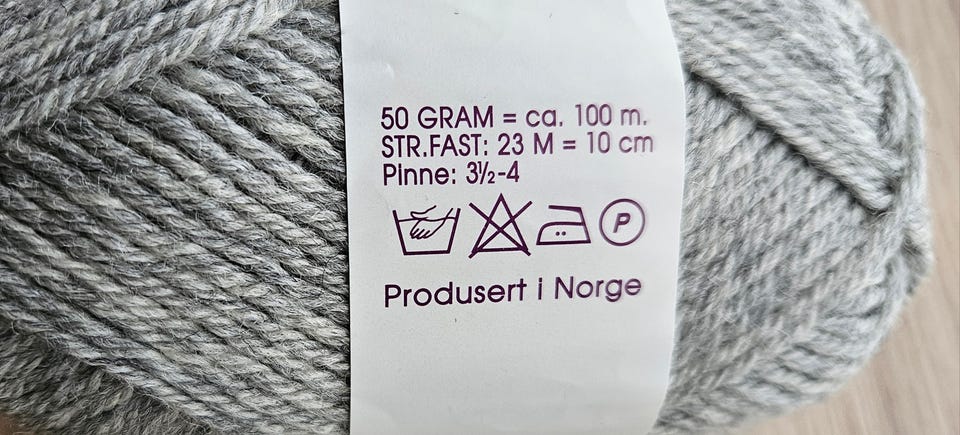 50 GRAM = ca. 100 m.
STR.FAST: 23 M = 10 cm
Pinne: 3½-4
P
Produsert i Norge